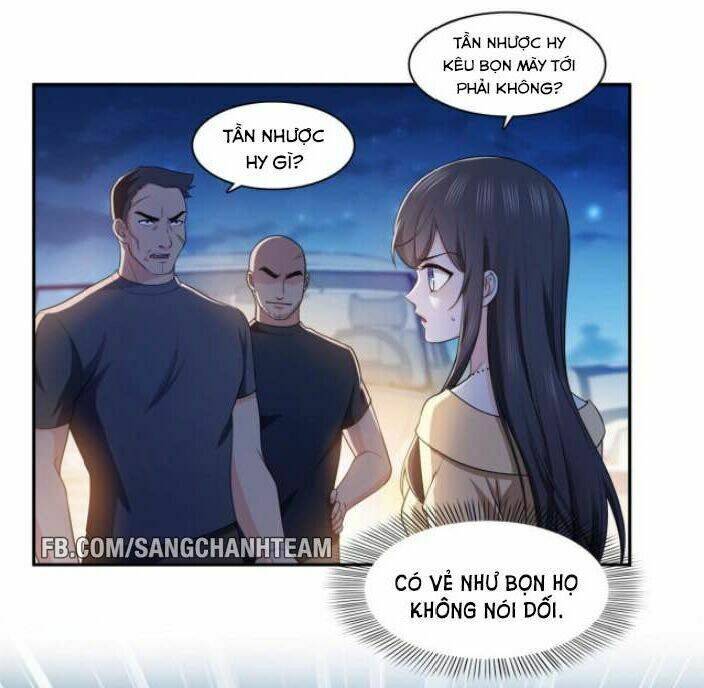 TẦN NHƯỢC HY
KÊU BỌN MÀY TỚI
PHẢI KHÔNG?
TẦN NHƯỢC
HY GÌ?
FB.COM/SANGCHANHTEAM
CÓ VẺ NHƯ BỌN HỌ
KHÔNG NÓI DỐI.